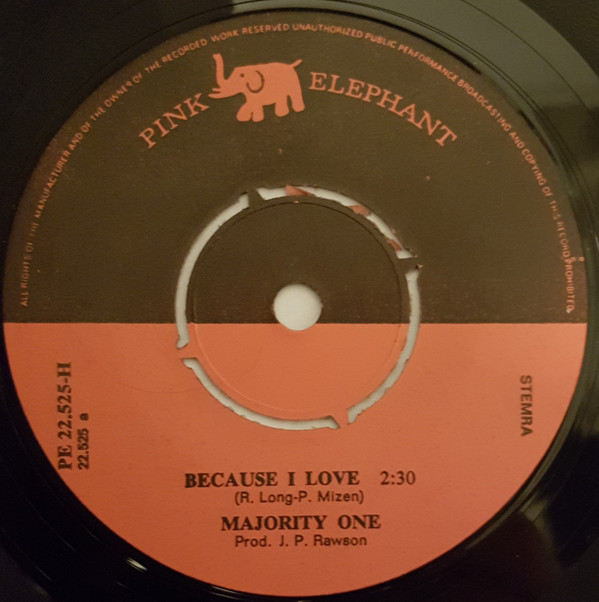 ALL RIGHTS OF THE MANUFACTURER AND OF THE OWNER OF THE RECORDED WORK RESERVED UNAUTHORIZED PUBLIC PERFORMANCE BROADCASTING AND COPYING OF THIS RECORD PROHIBITED
PINK ELEPHANT
PE 22.525-H
22.525 a
STEMRA
BECAUSE I LOVE 2:30
(R. Long-P. Mizen)
MAJORITY ONE
Prod. J. P. Rawson